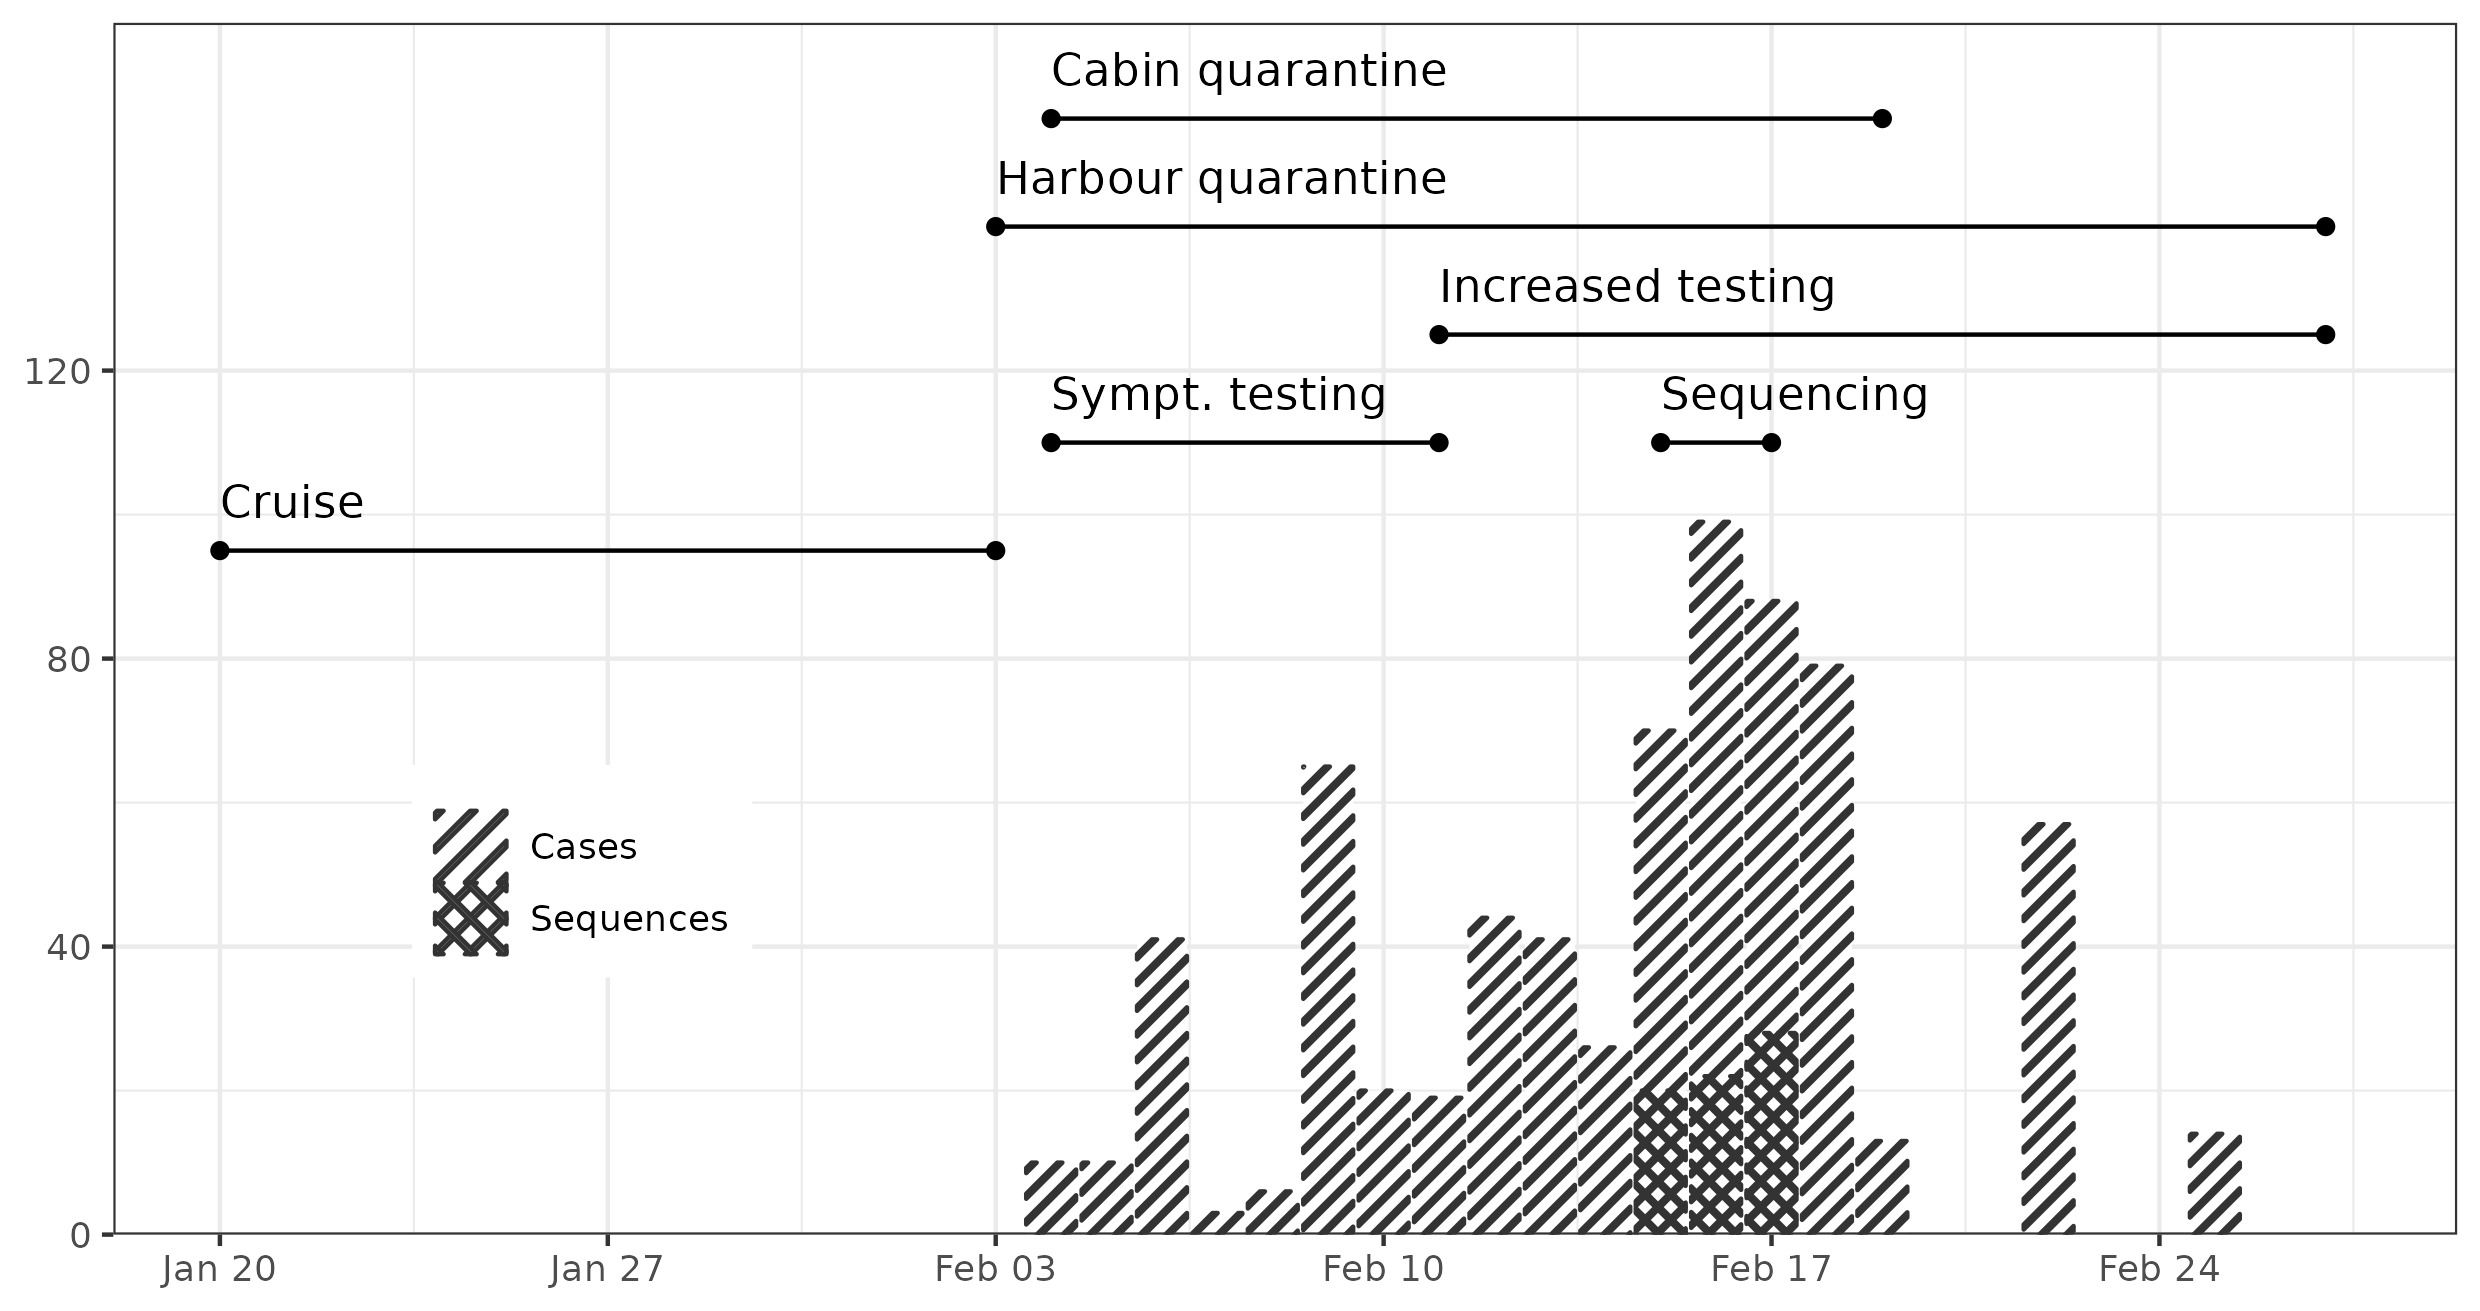 Cabin quarantine
Harbour quarantine
Increased testing
120
Sympt. testing
Sequencing
Cruise
80
Cases
Sequences
40
0
Jan 20
Jan 27
Feb 03
Feb 10
Feb 17
Feb 24